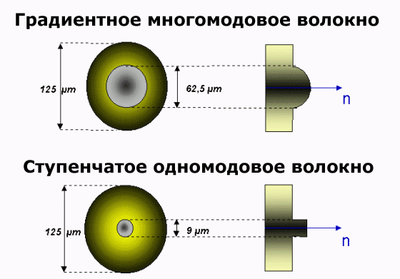 Градиентное многомодовое волокно
125 µm
62,5 µm
n
Ступенчатое одномодовое волокно
125 µm
9 µm
n